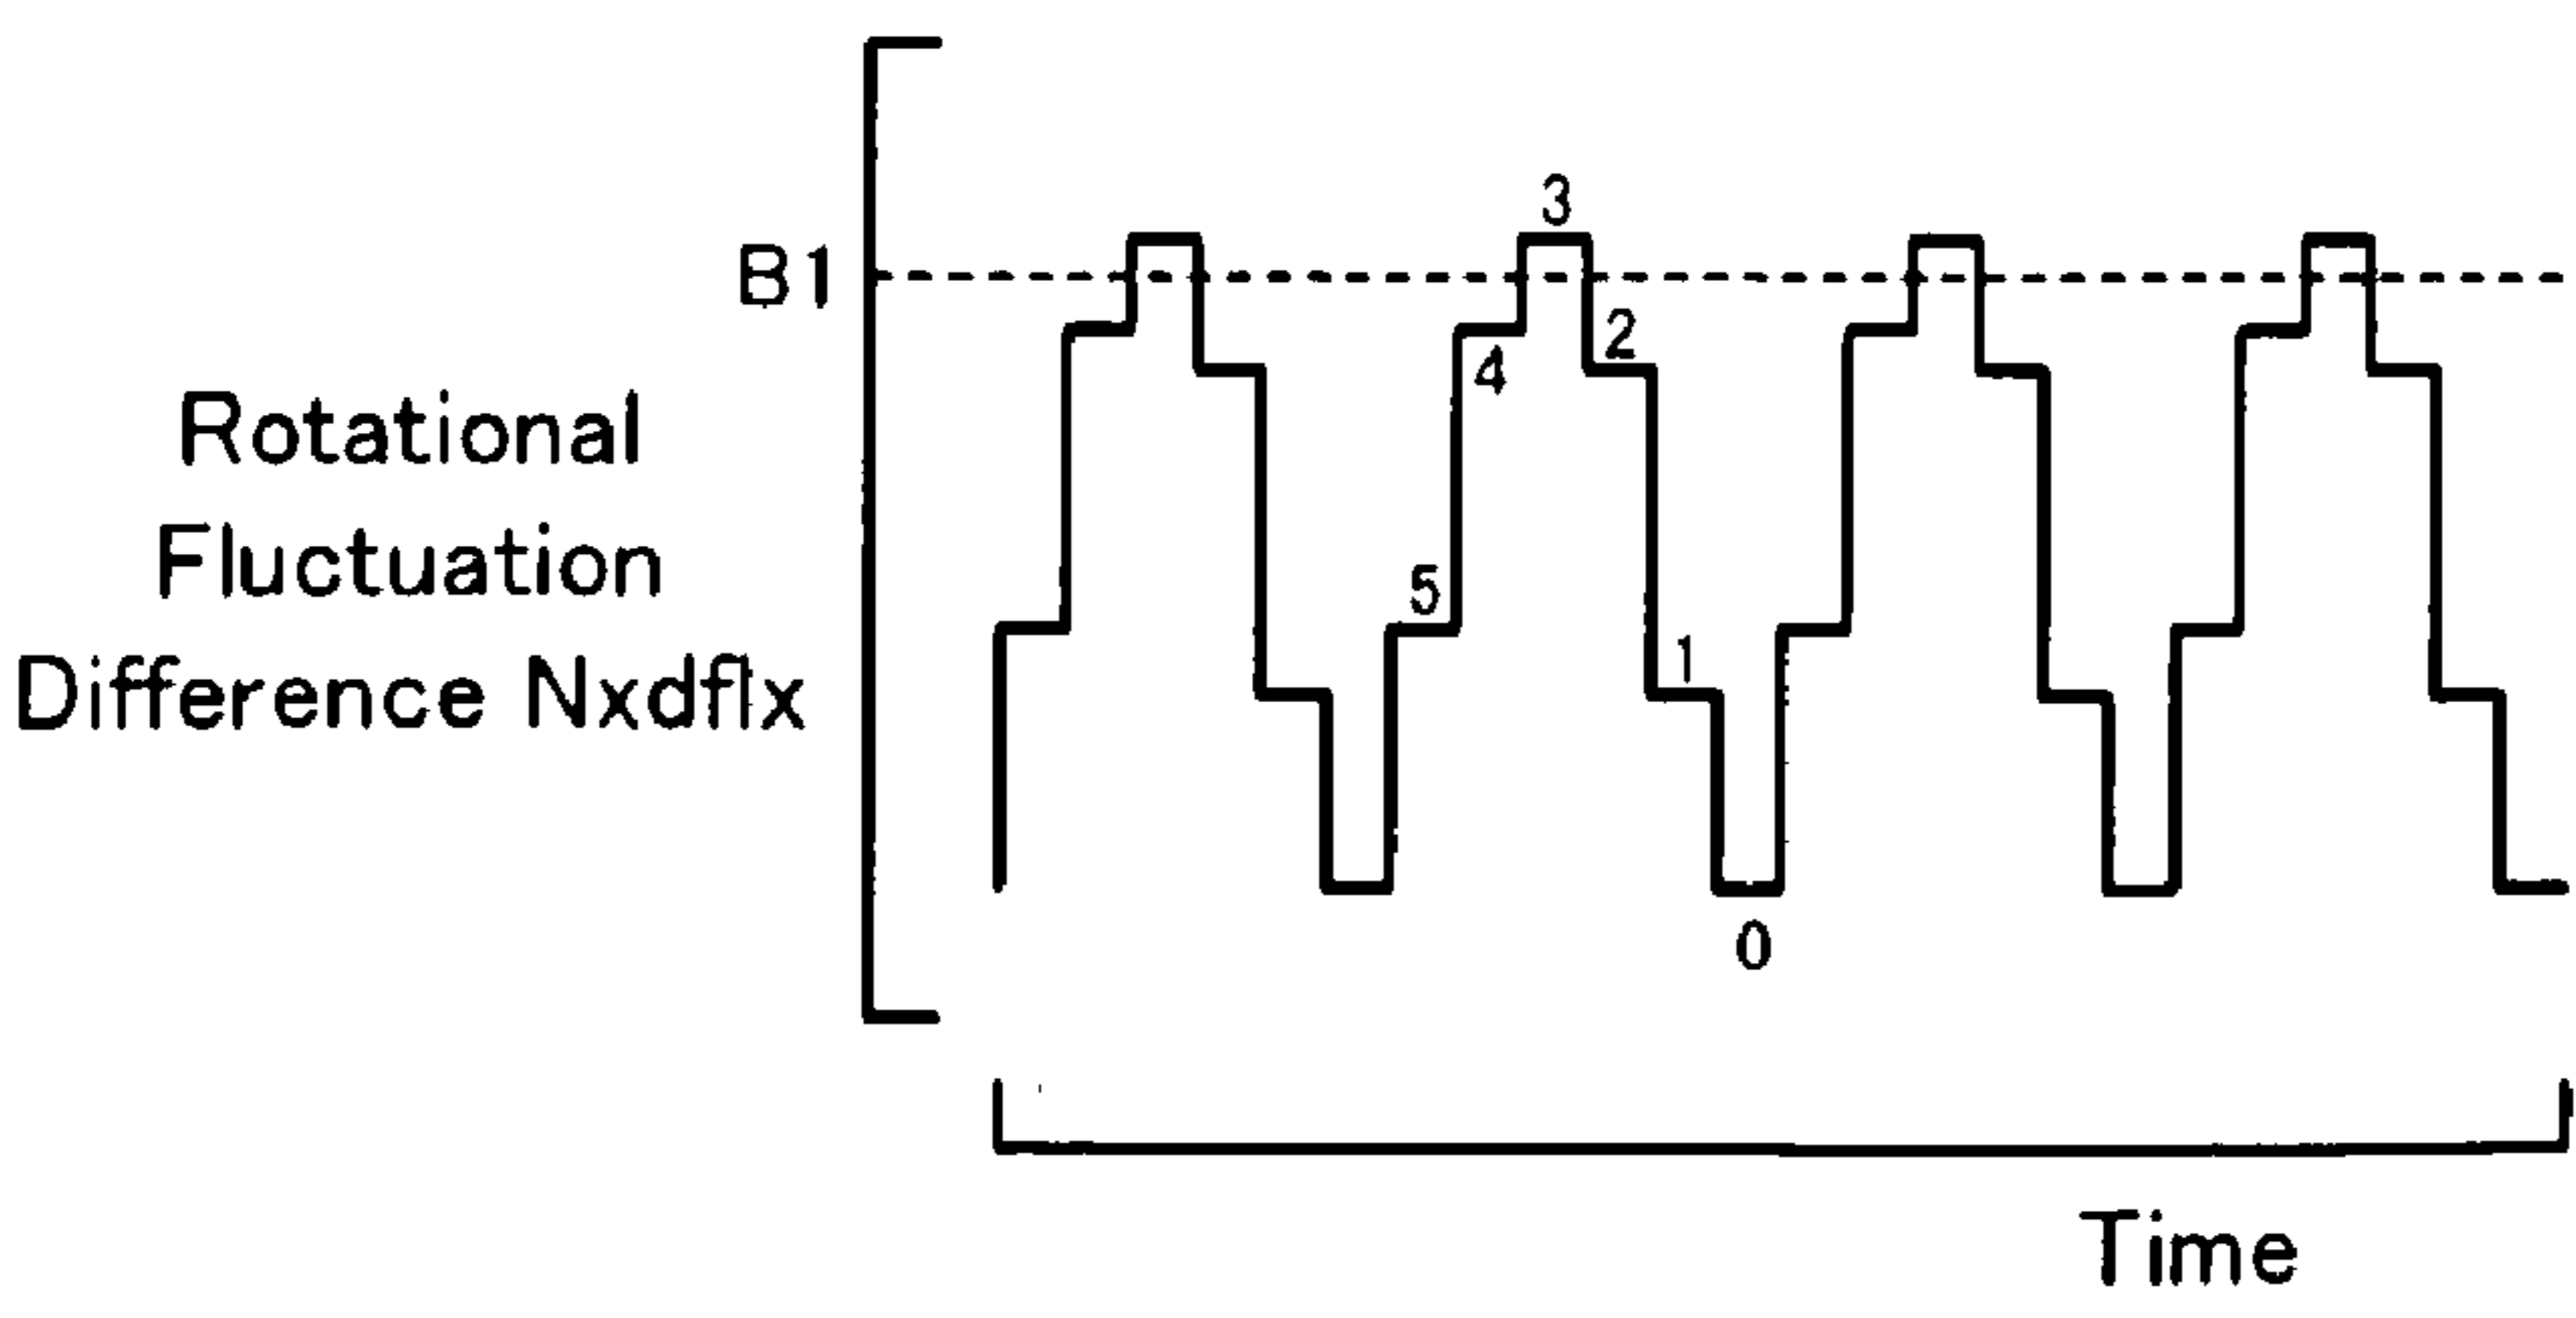 3
B1
2
4
Rotational
Fluctuation
5
Difference Nxdflx
1
0
Time